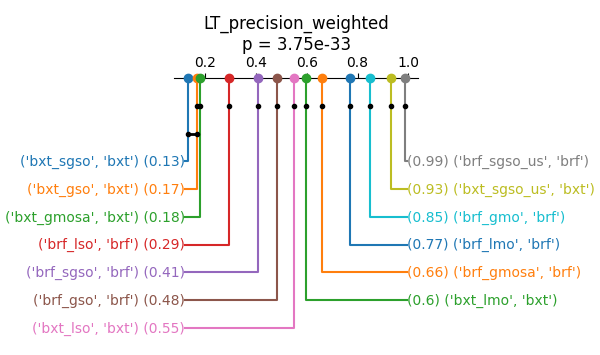 LT_precision_weighted
p = 3.75e-33
0.2 0.4 0.6 0.8 1.0
('bxt_sgso', 'bxt') (0.13) (0.99) ('brf_sgso_us', 'brf')
('bxt_gso', 'bxt') (0.17) (0.93) ('bxt_sgso_us', 'bxt')
('bxt_gmosa', 'bxt') (0.18) (0.85) ('brf_gmo', 'brf')
('brf_lso', 'brf') (0.29) (0.77) ('brf_lmo', 'brf')
('brf_sgso', 'brf') (0.41) (0.66) ('brf_gmosa', 'brf')
('brf_gso', 'brf') (0.48) (0.6) ('bxt_lmo', 'bxt')
('bxt_lso', 'bxt') (0.55)